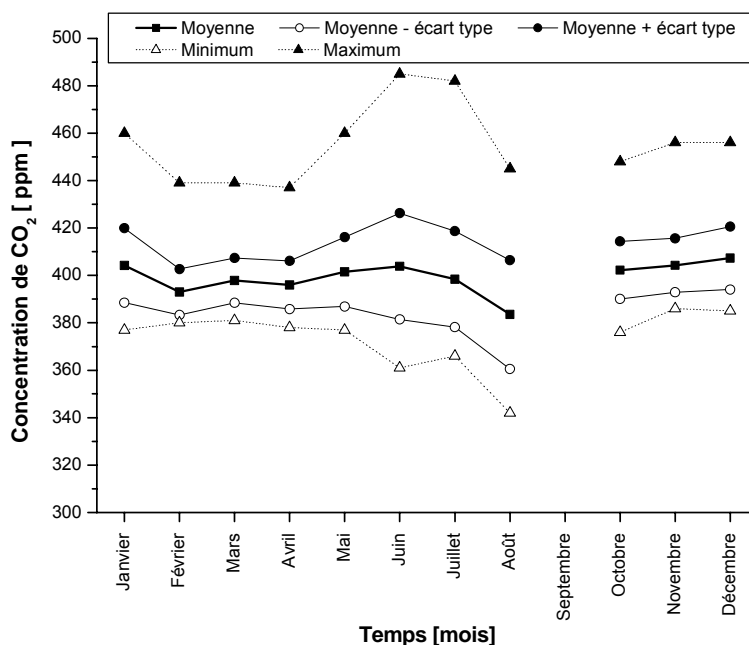 Moyenne Moyenne - écart type Moyenne + écart type
Minimum Maximum
500
480
460
440
420
400
380
360
340
320
300
Concentration de CO₂ [ ppm ]
Janvier
Février
Mars
Avril
Mai
Juin
Juillet
Août
Septembre
Octobre
Novembre
Décembre
Temps [mois]